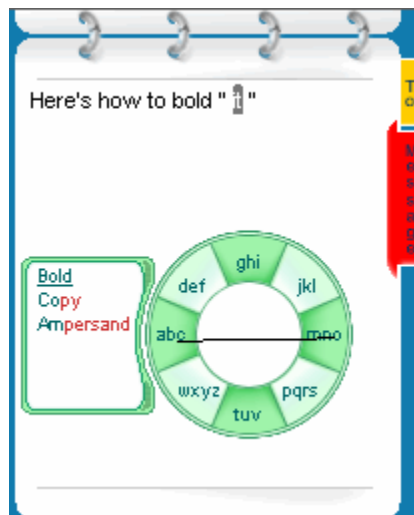 Here's how to bold " it "
ghi
def
jkl
Bold
Copy
Ampersand
abc
mno
wxyz
pqrs
tuv